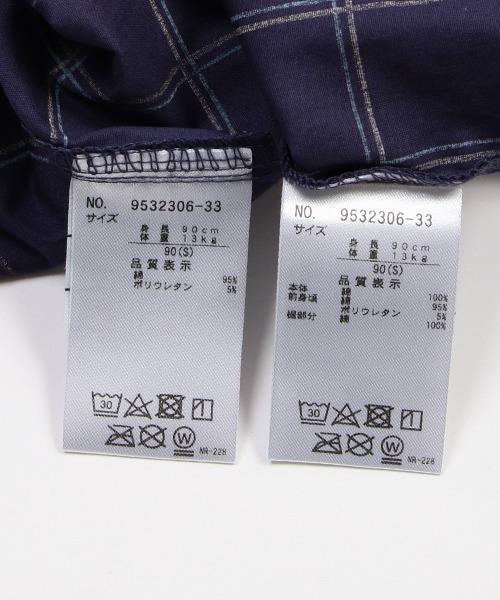 NO. 9532306-33
サイズ
身長 90cm
体重 13kg
90(S)
品質表示
綿 95%
ポリウレタン 5%
30
W
NR-228
NO. 9532306-33
サイズ
身長 90cm
体重 13kg
90(S)
品質表示
本体 綿 100%
前身頃 綿 95%
ポリウレタン 5%
裾部分 綿 100%
30
W
NR-228